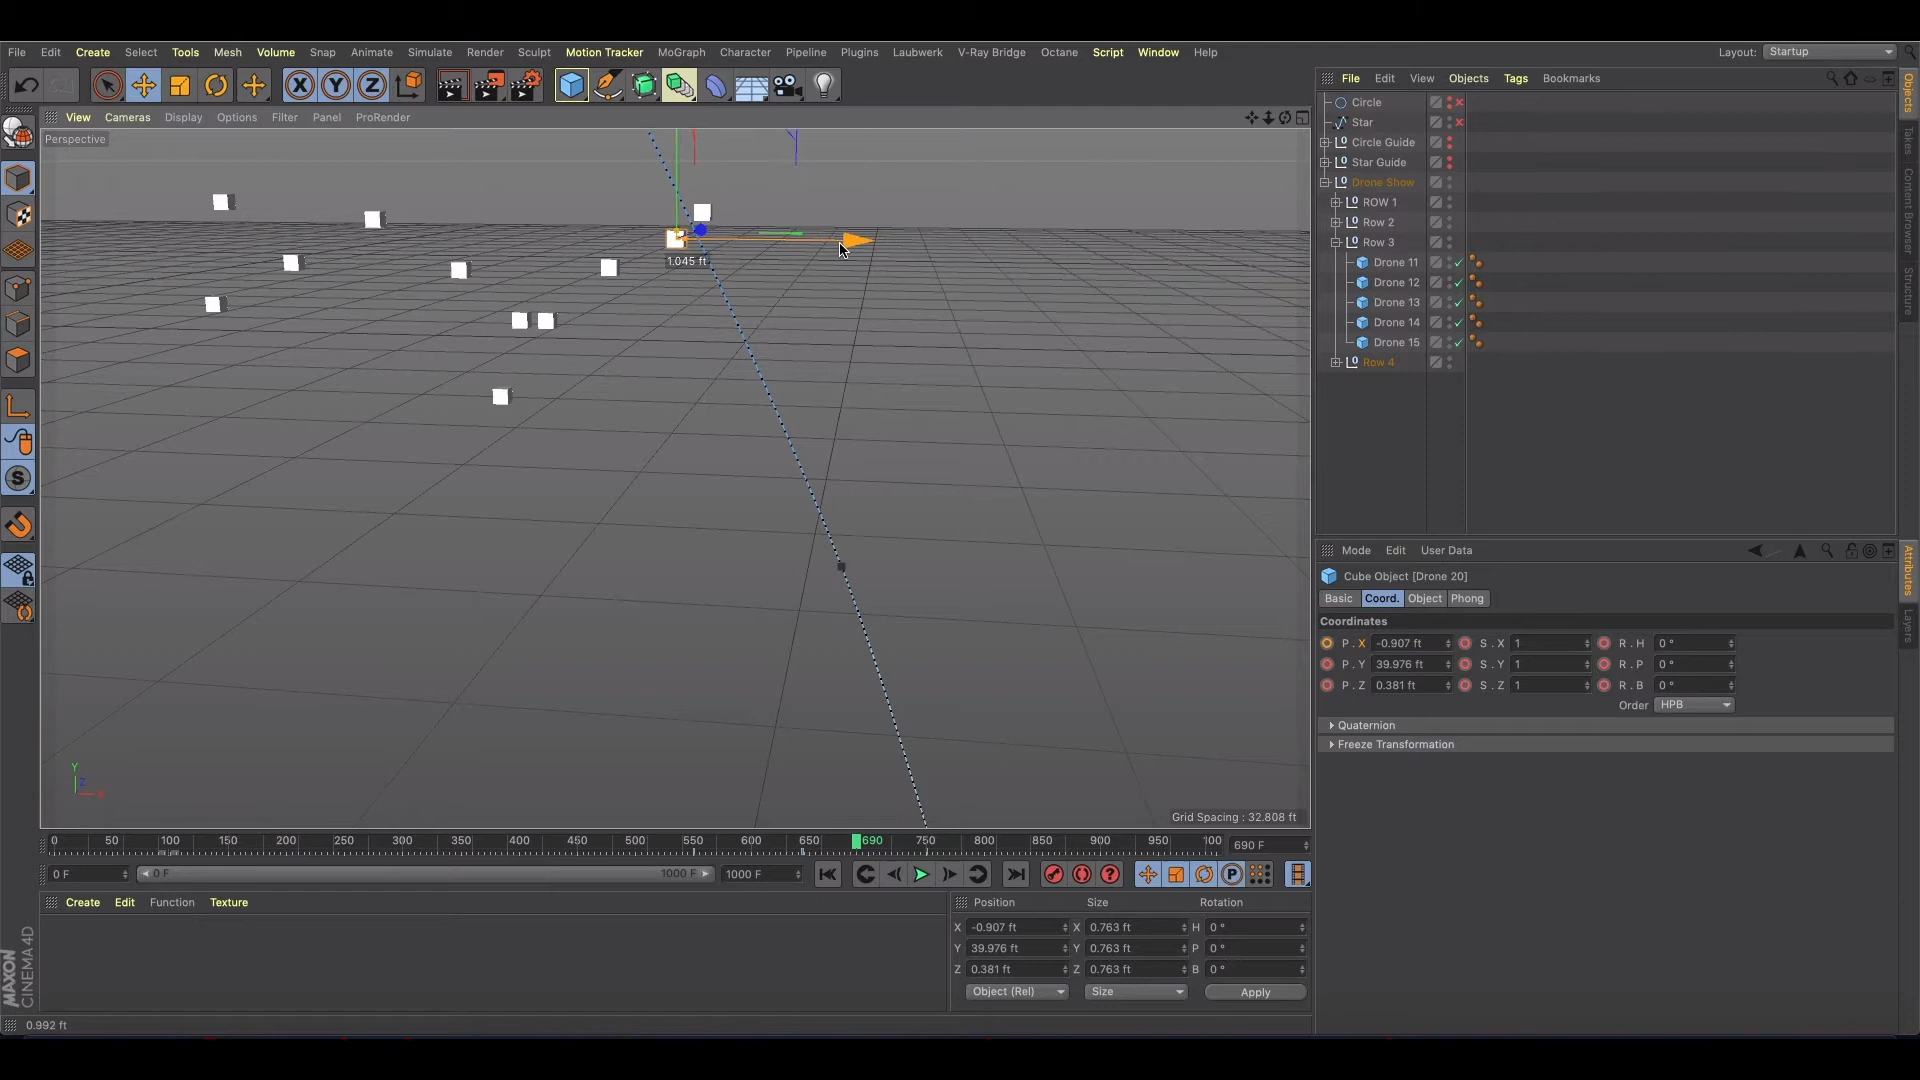 File Edit Create Select Tools Mesh Volume Snap Animate Simulate Render Sculpt Motion Tracker MoGraph Character Pipeline Plugins Laubwerk V-Ray Bridge Octane Script Window Help Layout: Startup
File Edit View Objects Tags Bookmarks
View Cameras Display Options Filter Panel ProRender
Perspective
1.045 ft
Y
Z
X
Grid Spacing : 32.808 ft
Circle
Star
Circle Guide
Star Guide
Drone Show
ROW 1
Row 2
Row 3
Drone 11
Drone 12
Drone 13
Drone 14
Drone 15
Row 4
Objects
Takes
Content Browser
Structure
Mode Edit User Data
Cube Object [Drone 20]
Basic Coord. Object Phong
Coordinates
P . X -0.907 ft S . X 1 R . H 0 °
P . Y 39.976 ft S . Y 1 R . P 0 °
P . Z 0.381 ft S . Z 1 R . B 0 °
Order HPB
Quaternion
Freeze Transformation
Attributes
Layers
0 50 100 150 200 250 300 350 400 450 500 550 600 650 690 750 800 850 900 950 100 690 F
0 F 0 F 1000 F 1000 F
Create Edit Function Texture
Position Size Rotation
X -0.907 ft X 0.763 ft H 0 °
Y 39.976 ft Y 0.763 ft P 0 °
Z 0.381 ft Z 0.763 ft B 0 °
Object (Rel) Size Apply
MAXON
CINEMA4D
0.992 ft